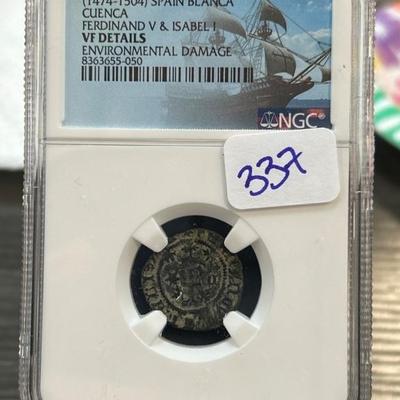 (1474-1504) SPAIN BLANCA
CUENCA
FERDINAND V & ISABEL I
VF DETAILS
ENVIRONMENTAL DAMAGE
8363655-050
NGC®
337